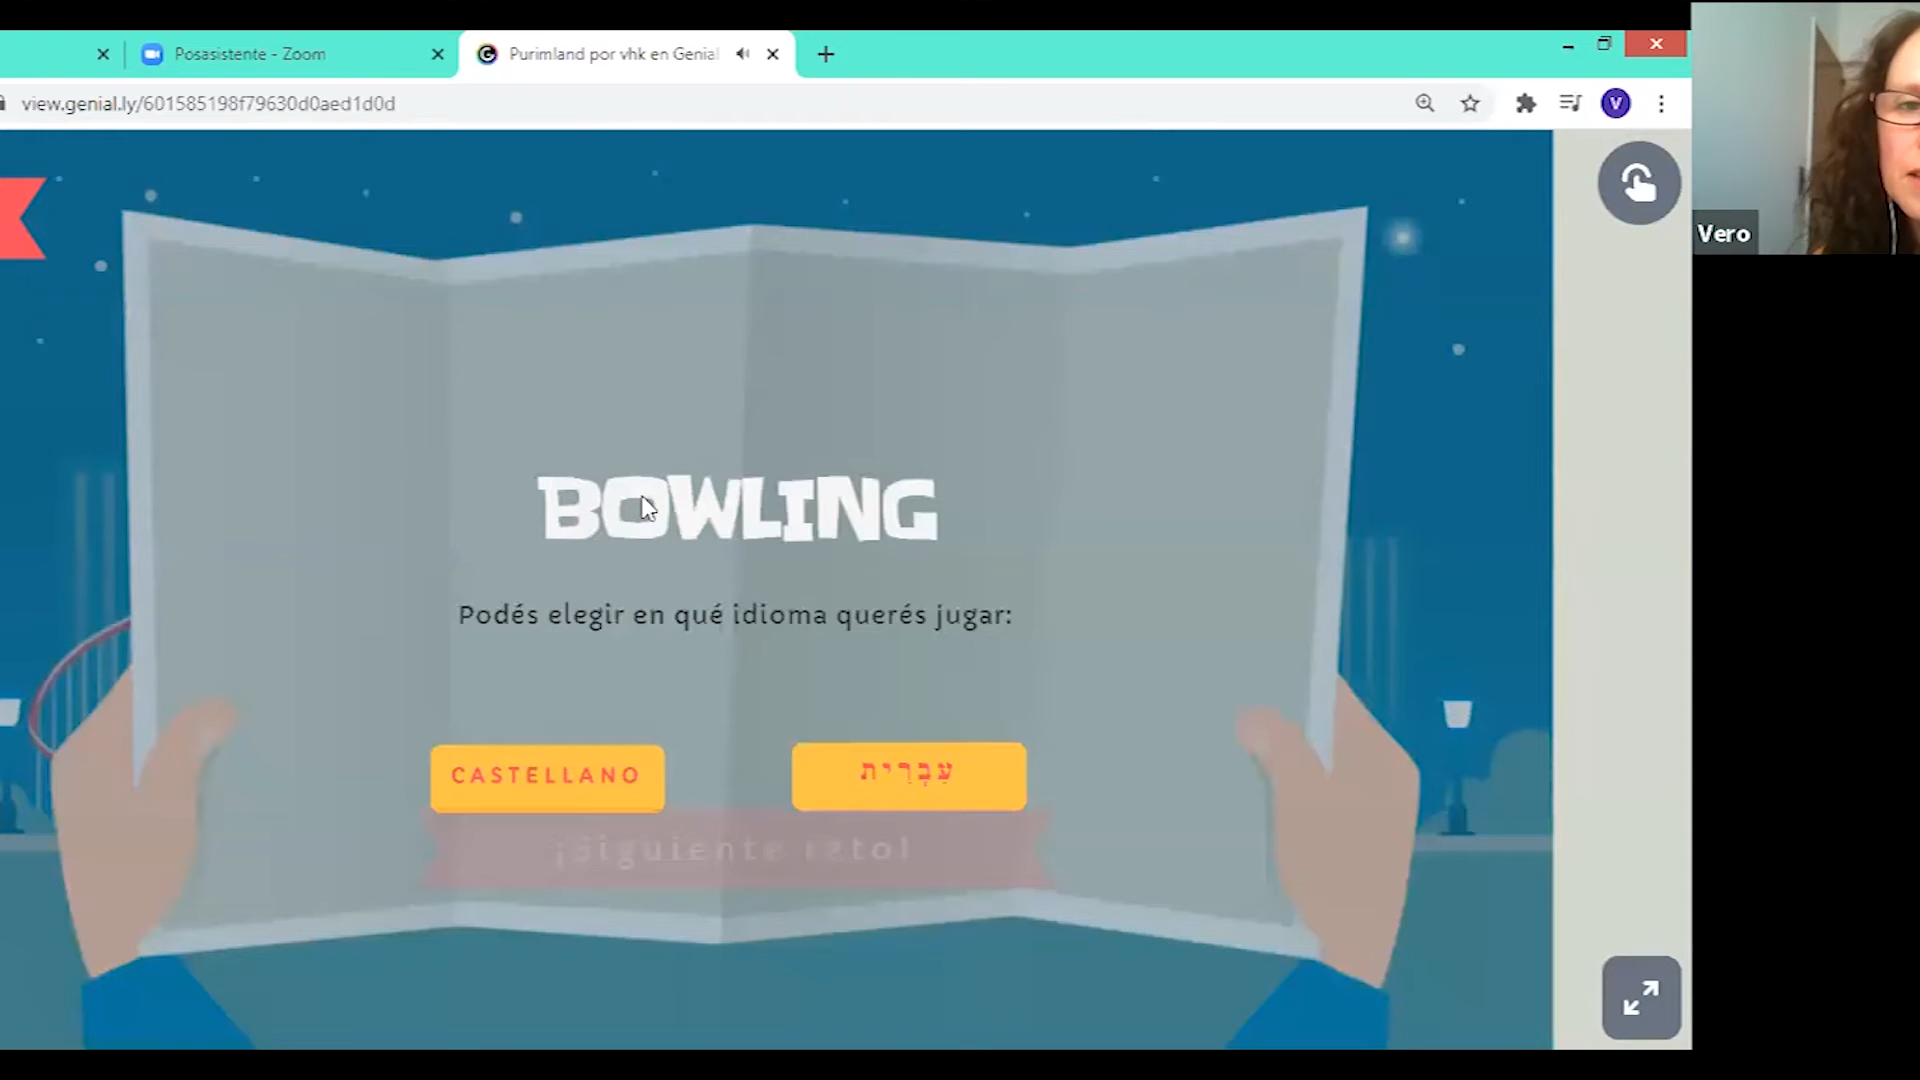 Posasistente - Zoom
Purimland por vhk en Genial
view.genial.ly/601585198f79630d0aed1d0d
V
Vero
BOWLING
Podés elegir en qué idioma querés jugar:
CASTELLANO
עִבְרִית
¡Siguiente reto!